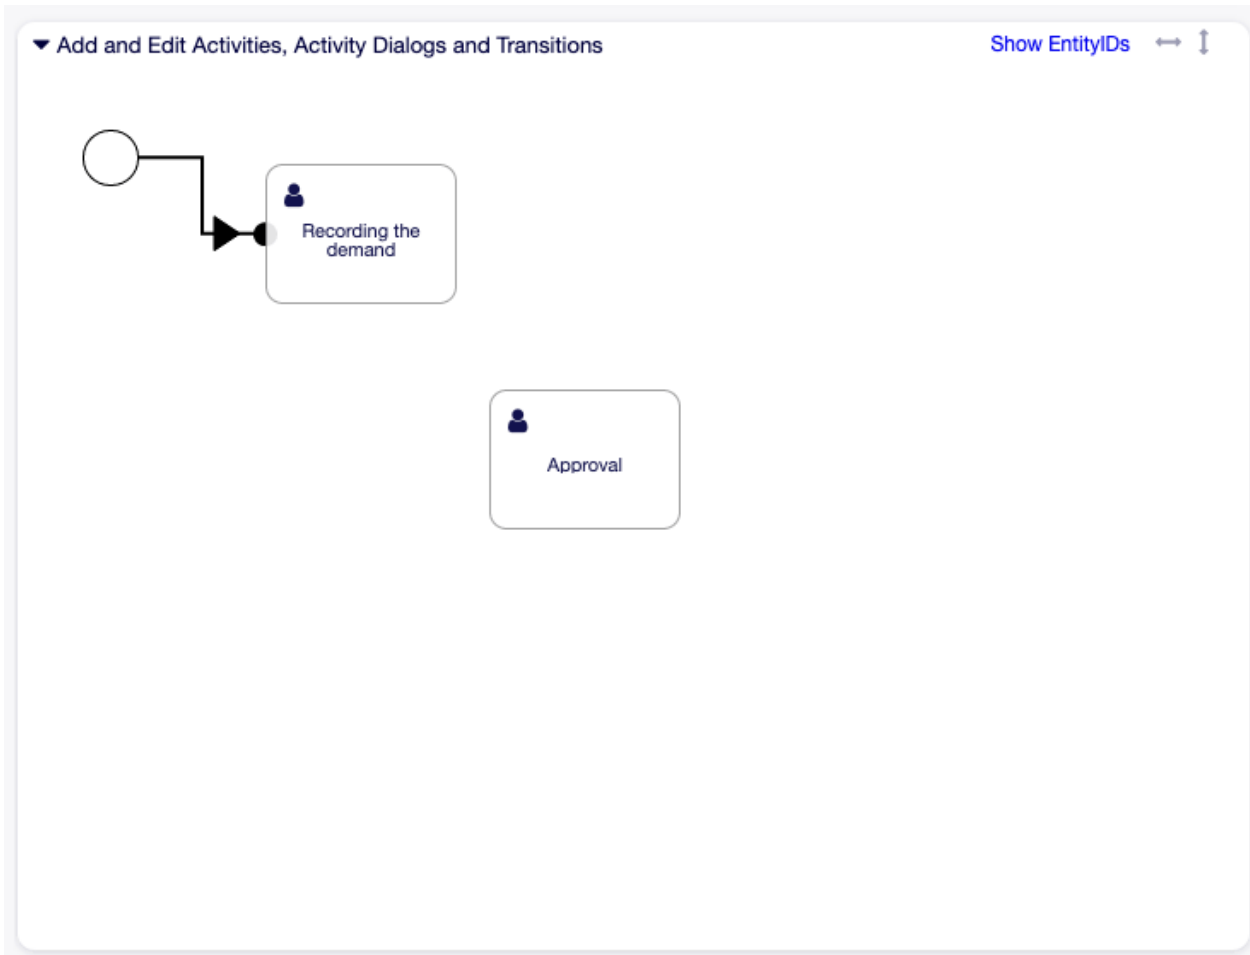 Add and Edit Activities, Activity Dialogs and Transitions
Show EntityIDs
Recording the
demand
Approval